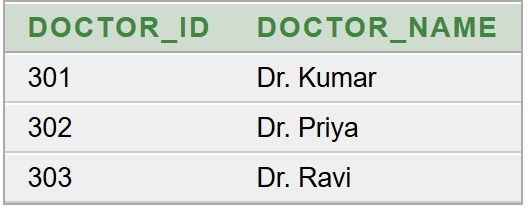 DOCTOR_ID DOCTOR_NAME
301 Dr. Kumar
302 Dr. Priya
303 Dr. Ravi